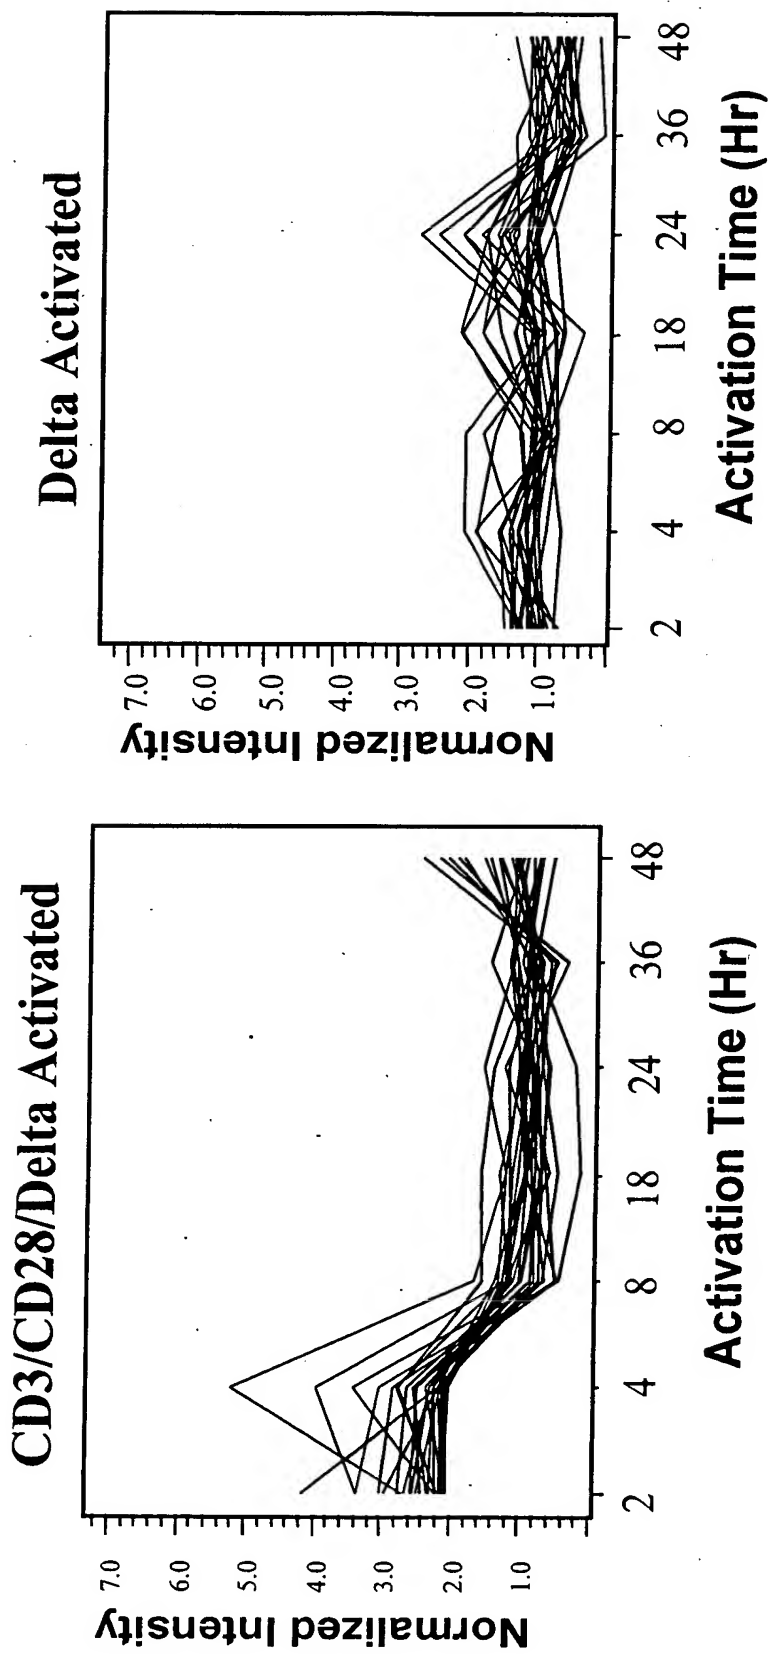 CD3/CD28/Delta Activated
Normalized Intensity
7.0
6.0
5.0
4.0
3.0
2.0
1.0
2 4 8 18 24 36 48
Activation Time (Hr)
Delta Activated
Normalized Intensity
7.0
6.0
5.0
4.0
3.0
2.0
1.0
2 4 8 18 24 36 48
Activation Time (Hr)